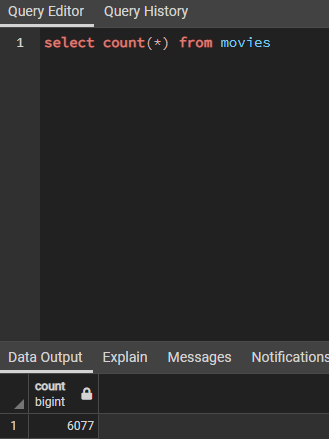 Query Editor Query History
1 select count(*) from movies
Data Output Explain Messages Notifications
count
bigint
1 6077